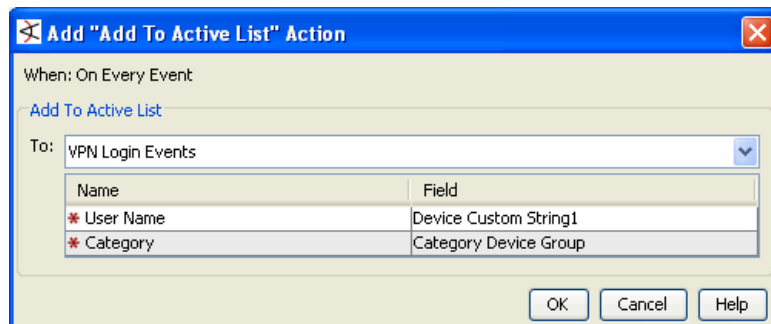 Add "Add To Active List" Action
When: On Every Event
Add To Active List
To: VPN Login Events
Name Field
* User Name Device Custom String1
* Category Category Device Group
OK Cancel Help